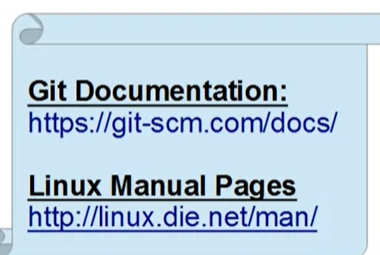 Git Documentation:
https://git-scm.com/docs/
Linux Manual Pages
http://linux.die.net/man/